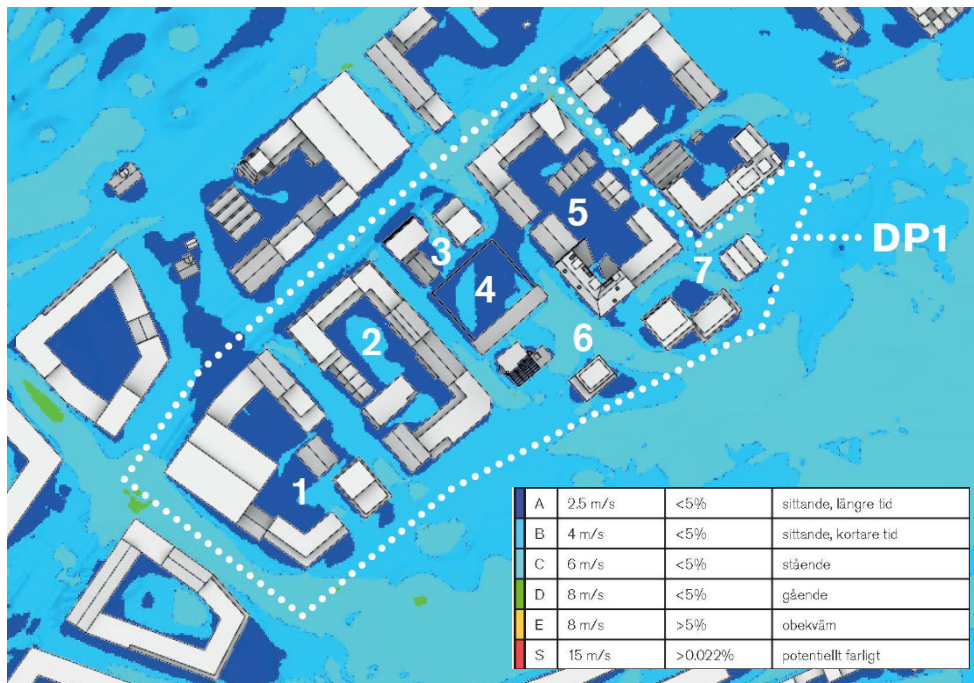 5
3
DP1
4
7
2
6
1
A 2.5 m/s <5% sittande, längre tid
B 4 m/s <5% sittande, kortare tid
C 6 m/s <5% stående
D 8 m/s <5% gående
E 8 m/s >5% obekväm
S 15 m/s >0.022% potentiellt farligt